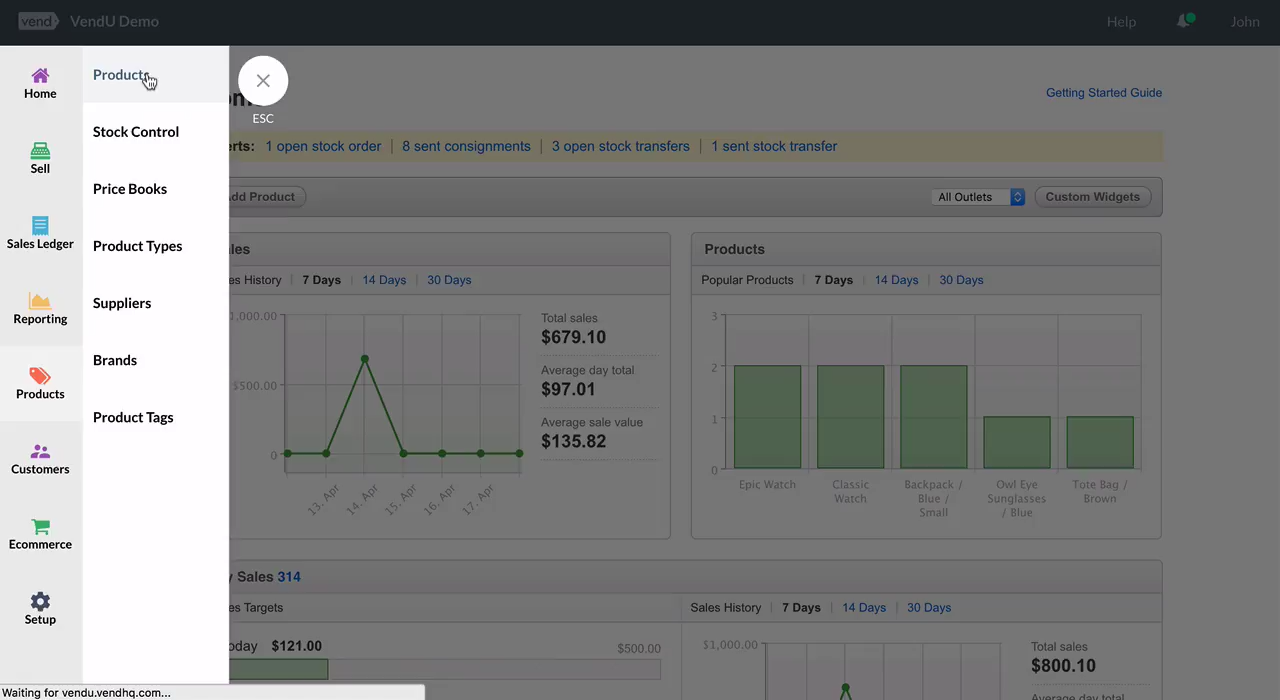 vend VendU Demo
Help
John
Home
Sell
Sales Ledger
Reporting
Products
Customers
Ecommerce
Setup
Products
Stock Control
Price Books
Product Types
Suppliers
Brands
Product Tags
ESC
Getting Started Guide
1 open stock order | 8 sent consignments | 3 open stock transfers | 1 sent stock transfer
dd Product
All Outlets
Custom Widgets
les
es History | 7 Days | 14 Days | 30 Days
,000.00
$500.00
0
13. Apr
14. Apr
15. Apr
16. Apr
17. Apr
Total sales
$679.10
Average day total
$97.01
Average sale value
$135.82
Products
Popular Products | 7 Days | 14 Days | 30 Days
3
2
1
0
Epic Watch
Classic
Watch
Backpack /
Blue /
Small
Owl Eye
Sunglasses
/ Blue
Tote Bag /
Brown
y Sales 314
es Targets
oday $121.00
$500.00
Sales History | 7 Days | 14 Days | 30 Days
$1,000.00
Total sales
$800.10
Average day total
Waiting for vendu.vendhq.com...